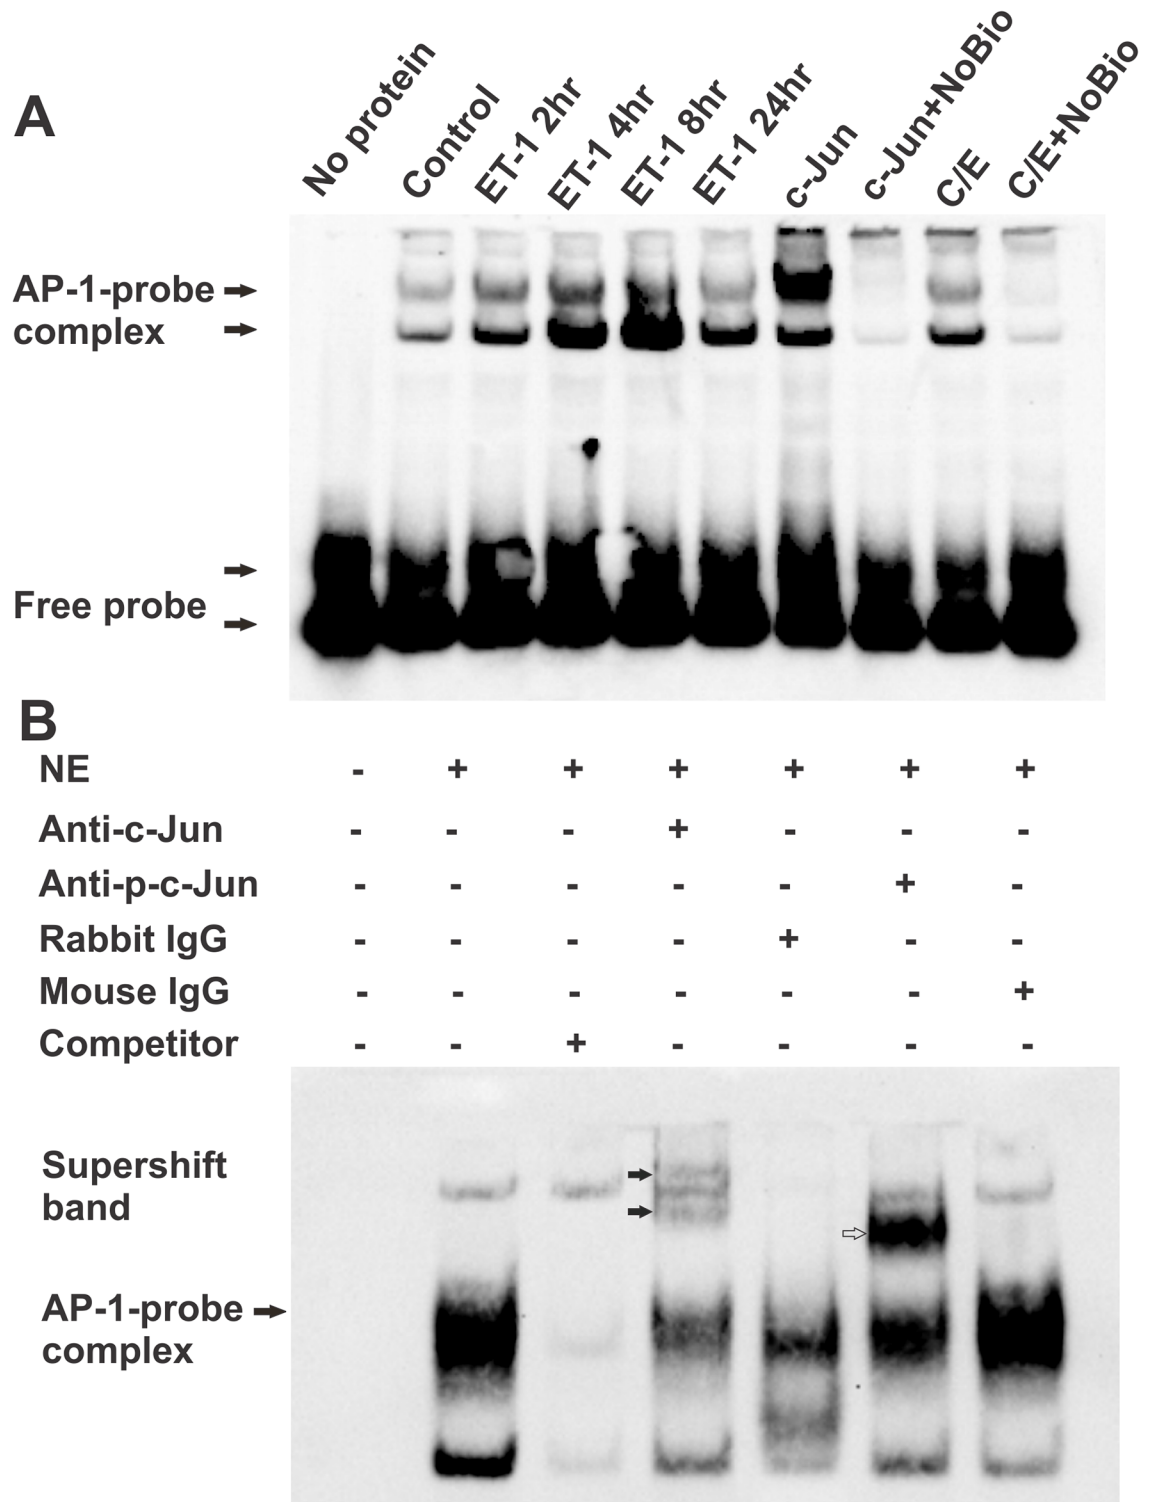 A
No protein
Control
ET-1 2hr
ET-1 4hr
ET-1 8hr
ET-1 24hr
c-Jun
c-Jun+NoBio
C/E
C/E+NoBio
AP-1-probe
complex
Free probe
B
NE - + + + + + +
Anti-c-Jun - - - + - - -
Anti-p-c-Jun - - - - - + -
Rabbit IgG - - - - + - -
Mouse IgG - - - - - - +
Competitor - - + - - - -
Supershift
band
AP-1-probe
complex